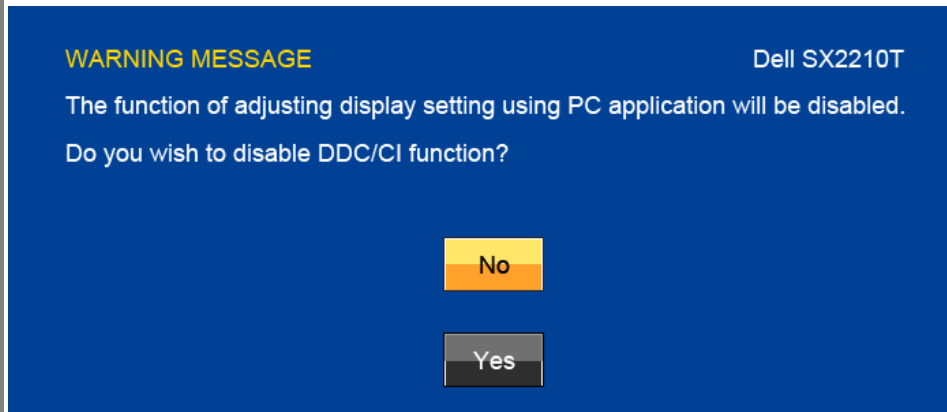 WARNING MESSAGE Dell SX2210T
The function of adjusting display setting using PC application will be disabled.
Do you wish to disable DDC/CI function?
No
Yes